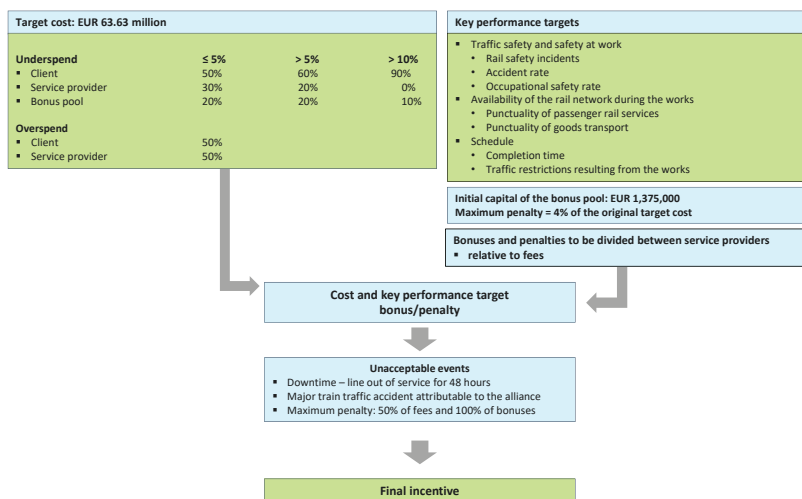 Target cost: EUR 63.63 million
Underspend ≤ 5% > 5% > 10%
▪ Client 50% 60% 90%
▪ Service provider 30% 20% 0%
▪ Bonus pool 20% 20% 10%
Overspend
▪ Client 50%
▪ Service provider 50%
Key performance targets
▪ Traffic safety and safety at work
• Rail safety incidents
• Accident rate
• Occupational safety rate
▪ Availability of the rail network during the works
• Punctuality of passenger rail services
• Punctuality of goods transport
▪ Schedule
• Completion time
• Traffic restrictions resulting from the works
Initial capital of the bonus pool: EUR 1,375,000
Maximum penalty = 4% of the original target cost
Bonuses and penalties to be divided between service providers
▪ relative to fees
Cost and key performance target
bonus/penalty
Unacceptable events
▪ Downtime – line out of service for 48 hours
▪ Major train traffic accident attributable to the alliance
▪ Maximum penalty: 50% of fees and 100% of bonuses
Final incentive